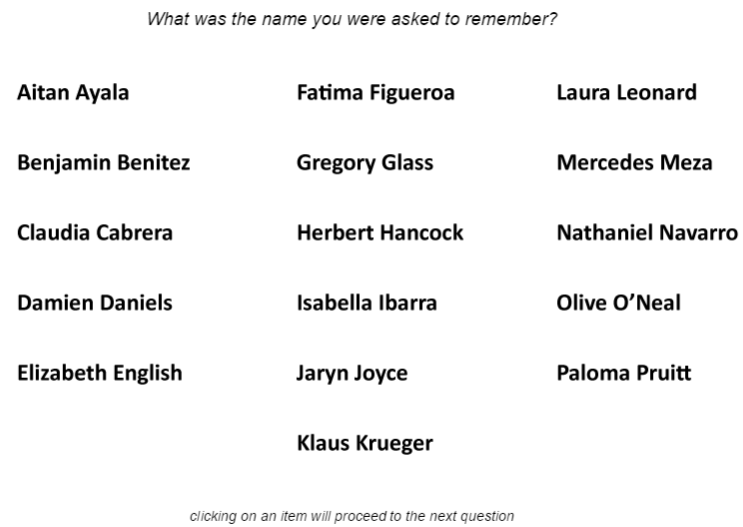 What was the name you were asked to remember?
Aitan Ayala
Fatima Figueroa
Laura Leonard
Benjamin Benitez
Gregory Glass
Mercedes Meza
Claudia Cabrera
Herbert Hancock
Nathaniel Navarro
Damien Daniels
Isabella Ibarra
Olive O’Neal
Elizabeth English
Jaryn Joyce
Paloma Pruitt
Klaus Krueger
clicking on an item will proceed to the next question